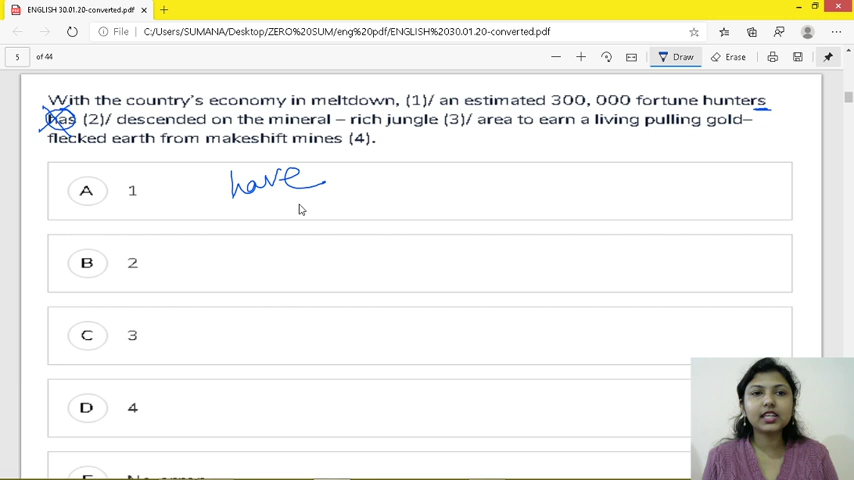 ENGLISH 30.01.20-converted.pdf
File
C:/Users/SUMANA/Desktop/ZERO%20SUM/eng%20pdf/ENGLISH%2030.01.20-converted.pdf
5 of 44
Draw
Erase
With the country's economy in meltdown, (1)/ an estimated 300, 000 fortune hunters
has (2)/ descended on the mineral – rich jungle (3)/ area to earn a living pulling gold–
flecked earth from makeshift mines (4).
have
A 1
B 2
C 3
D 4
E No error